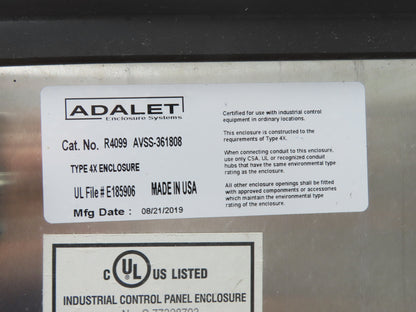 ADALET
Enclosure Systems
Cat. No. R4099 AVSS-361808
TYPE 4X ENCLOSURE
UL File # E185906 MADE IN USA
Mfg Date : 08/21/2019
Certified for use with industrial control
equipment in ordinary locations.
This enclosure is constructed to the
requirements of Type 4X.
When connecting conduit to this enclosure,
use only CSA, UL or recognized conduit
hubs that have the same environmental type
rating as the enclosure.
All other enclosure openings shall be fitted
with approved components or accessories
which maintain the environmental type
rating of the enclosure.
C UL US LISTED
INDUSTRIAL CONTROL PANEL ENCLOSURE